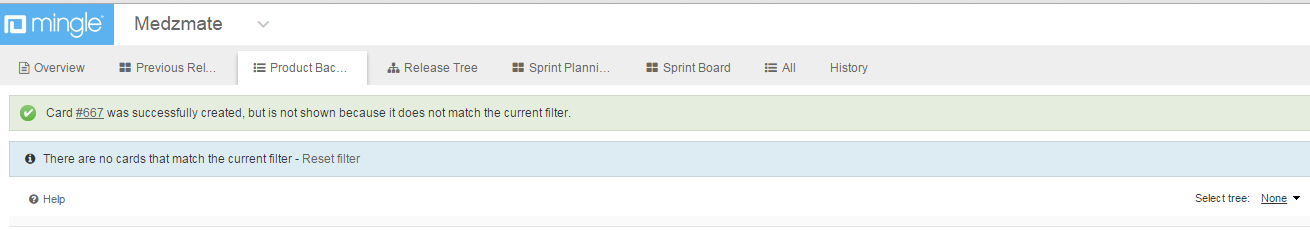 mingle Medzmate
Overview Previous Rel... Product Bac... Release Tree Sprint Planni... Sprint Board All History
Card #667 was successfully created, but is not shown because it does not match the current filter.
There are no cards that match the current filter - Reset filter
Help Select tree: None